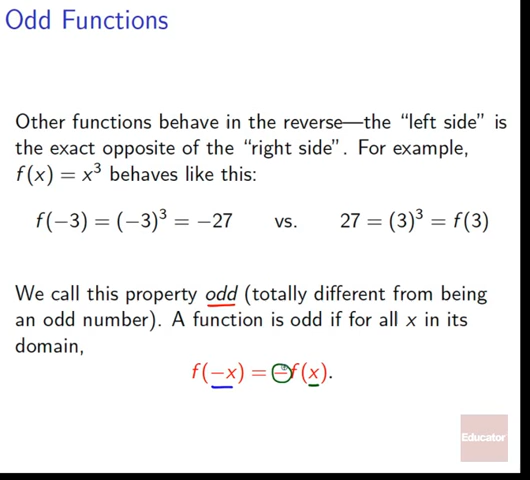 Odd Functions
Other functions behave in the reverse—the “left side” is
the exact opposite of the “right side”. For example,
f(x) = x³ behaves like this:
f(−3) = (−3)³ = −27 vs. 27 = (3)³ = f(3)
We call this property odd (totally different from being
an odd number). A function is odd if for all x in its
domain,
f(−x) = −f(x).
Educator